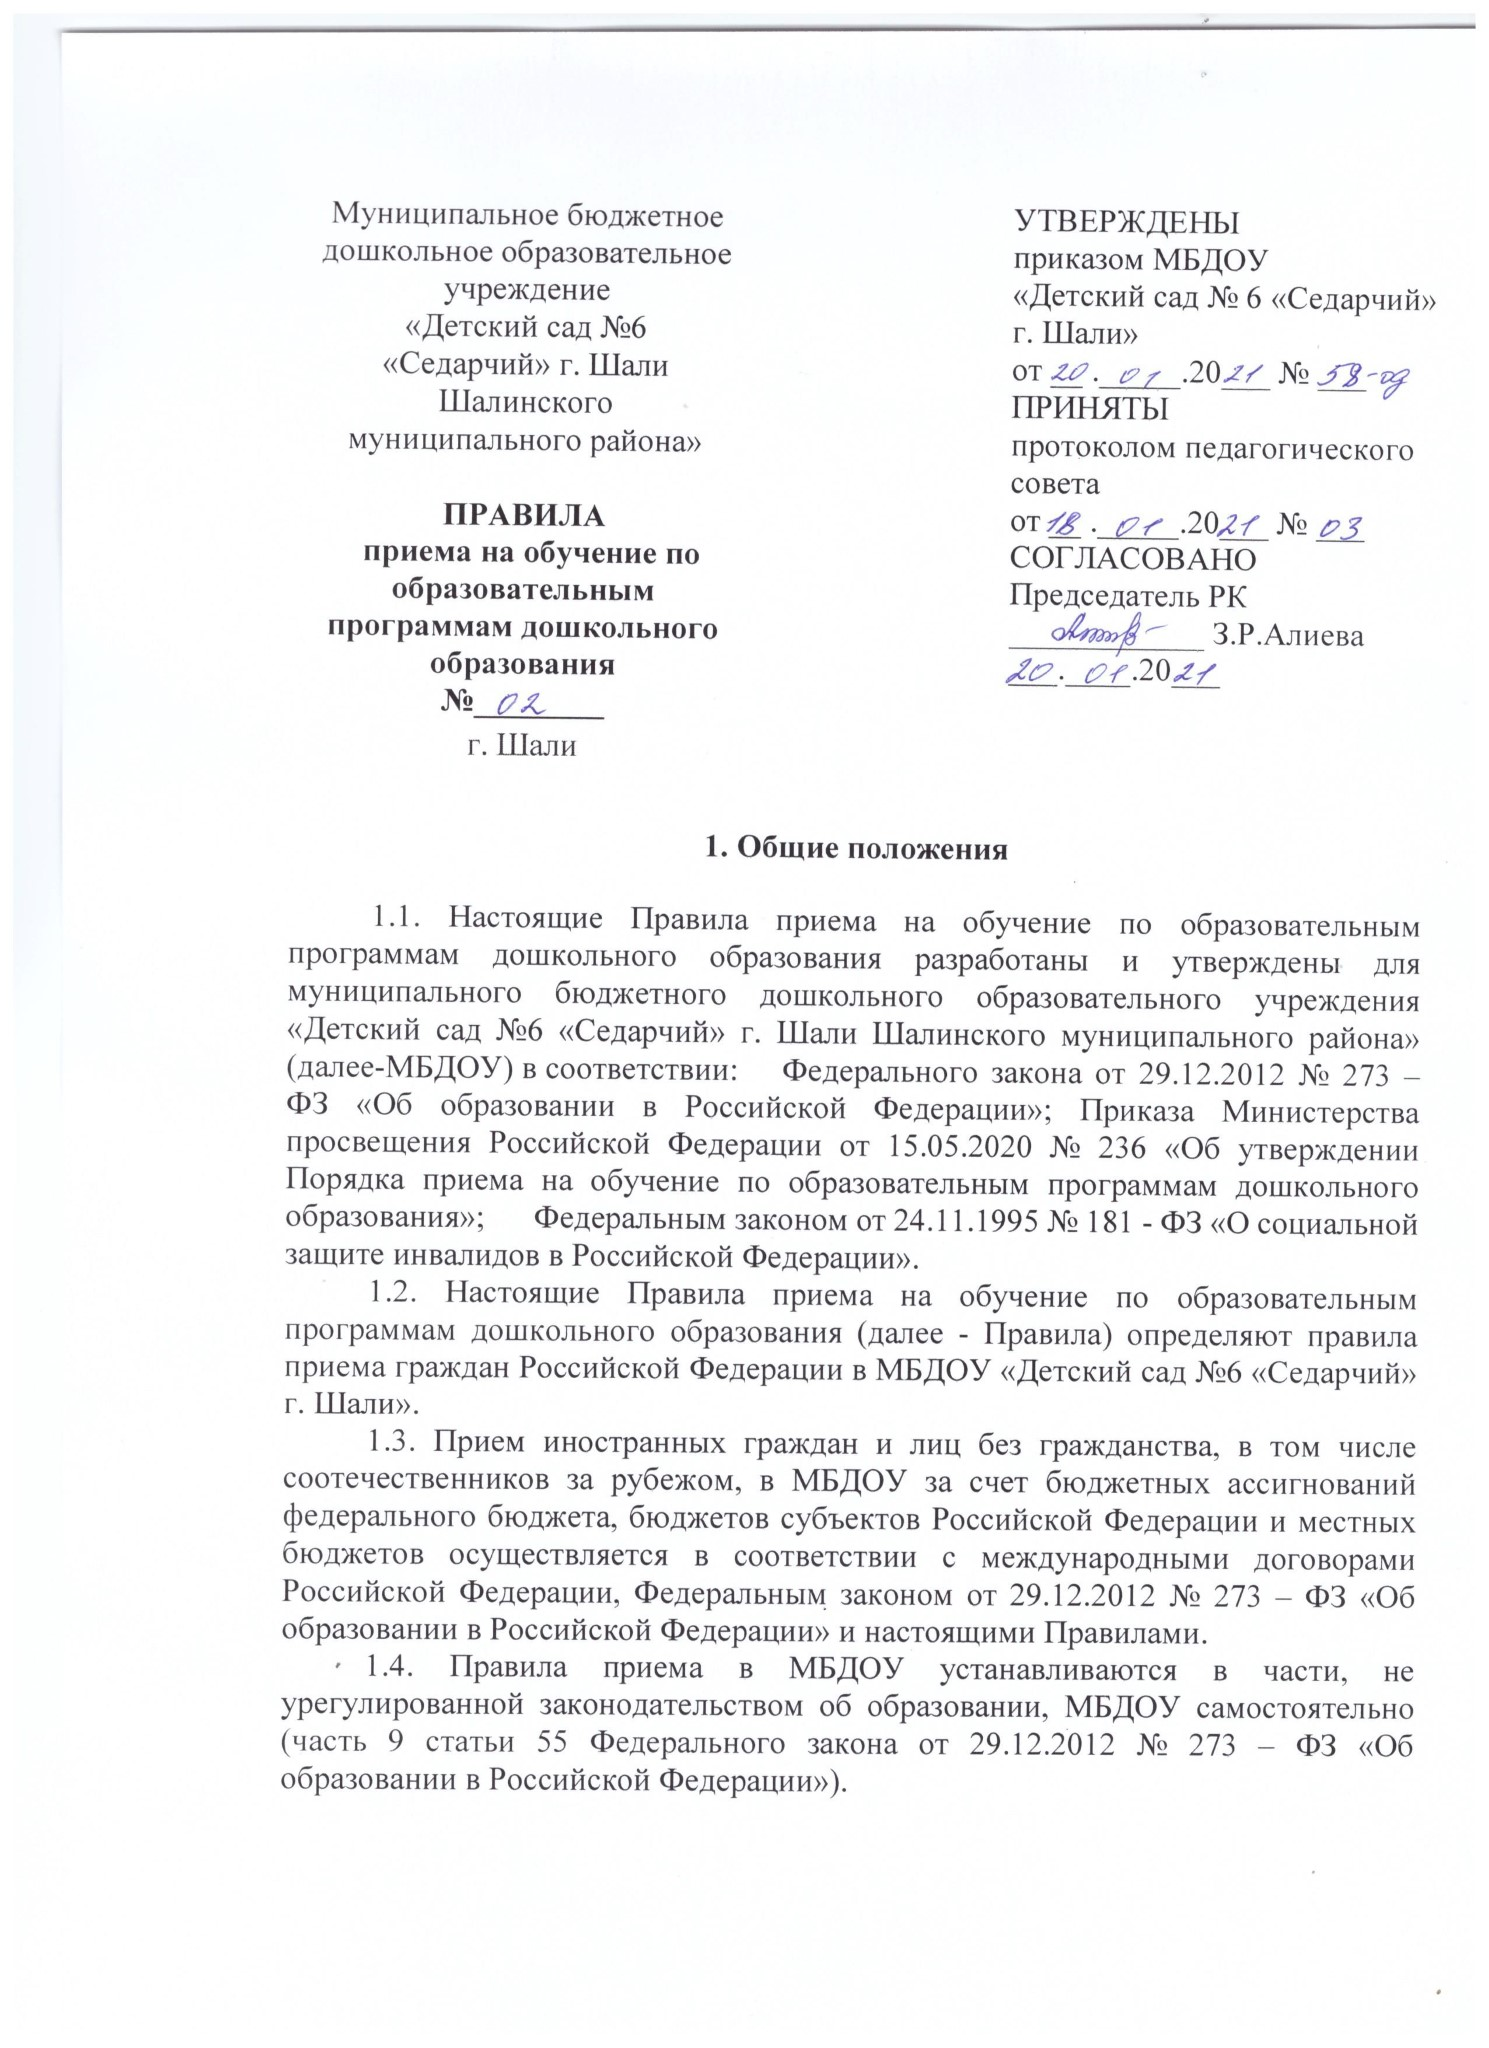 Муниципальное бюджетное
дошкольное образовательное
учреждение
«Детский сад №6
«Седарчий» г. Шали
Шалинского
муниципального района»
ПРАВИЛА
приема на обучение по
образовательным
программам дошкольного
образования
№ 02
г. Шали
УТВЕРЖДЕНЫ
приказом МБДОУ
«Детский сад № 6 «Седарчий»
г. Шали»
от 20 . 01 .2021 № 58-од
ПРИНЯТЫ
протоколом педагогического
совета
от 18 . 01 .2021 № 03
СОГЛАСОВАНО
Председатель РК
З.Р.Алиева
20 . 01 .2021
1. Общие положения
1.1. Настоящие Правила приема на обучение по образовательным
программам дошкольного образования разработаны и утверждены для
муниципального бюджетного дошкольного образовательного учреждения
«Детский сад №6 «Седарчий» г. Шали Шалинского муниципального района»
(далее-МБДОУ) в соответствии: Федерального закона от 29.12.2012 № 273 –
ФЗ «Об образовании в Российской Федерации»; Приказа Министерства
просвещения Российской Федерации от 15.05.2020 № 236 «Об утверждении
Порядка приема на обучение по образовательным программам дошкольного
образования»; Федеральным законом от 24.11.1995 № 181 - ФЗ «О социальной
защите инвалидов в Российской Федерации».
1.2. Настоящие Правила приема на обучение по образовательным
программам дошкольного образования (далее - Правила) определяют правила
приема граждан Российской Федерации в МБДОУ «Детский сад №6 «Седарчий»
г. Шали».
1.3. Прием иностранных граждан и лиц без гражданства, в том числе
соотечественников за рубежом, в МБДОУ за счет бюджетных ассигнований
федерального бюджета, бюджетов субъектов Российской Федерации и местных
бюджетов осуществляется в соответствии с международными договорами
Российской Федерации, Федеральным законом от 29.12.2012 № 273 – ФЗ «Об
образовании в Российской Федерации» и настоящими Правилами.
1.4. Правила приема в МБДОУ устанавливаются в части, не
урегулированной законодательством об образовании, МБДОУ самостоятельно
(часть 9 статьи 55 Федерального закона от 29.12.2012 № 273 – ФЗ «Об
образовании в Российской Федерации»).